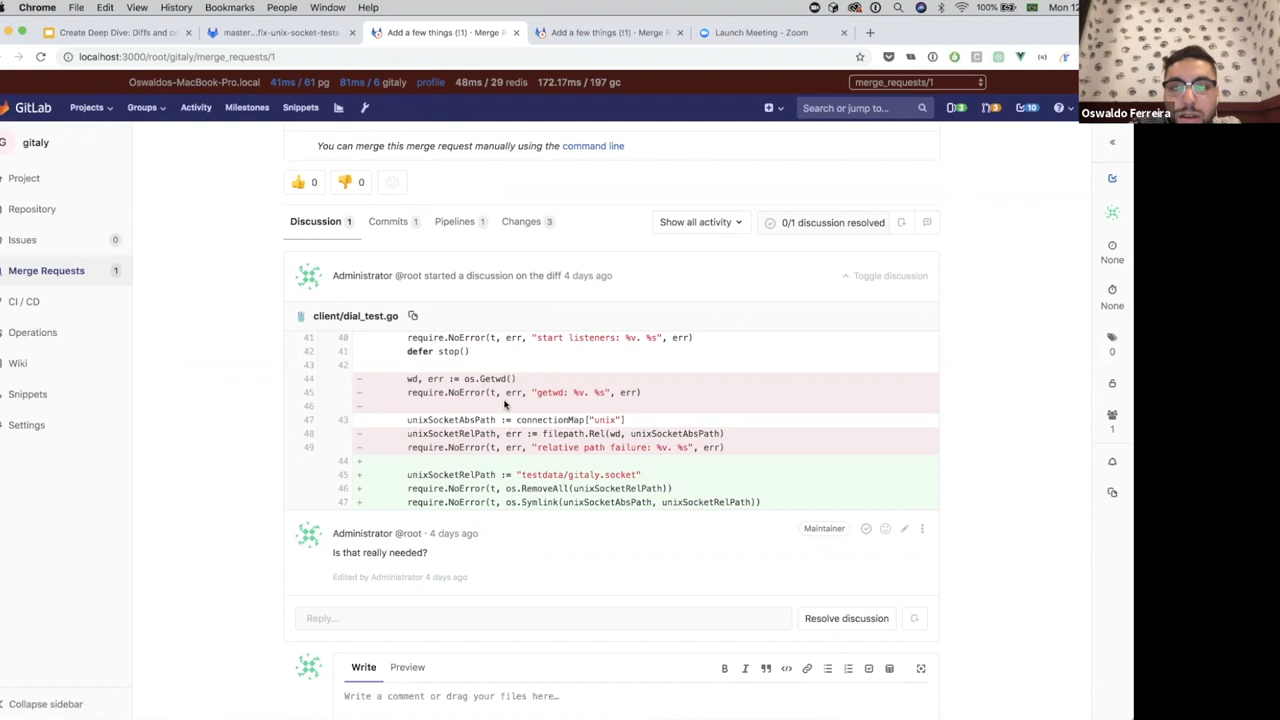 Chrome File Edit View History Bookmarks People Window Help 100% Mon 12
Create Deep Dive: Diffs and co
master...fix-unix-socket-tests
Add a few things (!1) · Merge R
Add a few things (!1) · Merge R
Launch Meeting - Zoom
localhost:3000/root/gitaly/merge_requests/1
Oswaldos-MacBook-Pro.local 41ms / 61 pg 81ms / 6 gitaly profile 48ms / 29 redis 172.17ms / 197 gc merge_requests/1
GitLab Projects Groups Activity Milestones Snippets Search or jump to... 3 3 10
Oswaldo Ferreira
G gitaly
Project
Repository
Issues 0
Merge Requests 1
CI / CD
Operations
Wiki
Snippets
Settings
Collapse sidebar
You can merge this merge request manually using the command line
0 0
Discussion 1 Commits 1 Pipelines 1 Changes 3 Show all activity 0/1 discussion resolved
Administrator @root started a discussion on the diff 4 days ago Toggle discussion
client/dial_test.go
41 40 require.NoError(t, err, "start listeners: %v. %s", err)
42 41 defer stop()
43 42
44 - wd, err := os.Getwd()
45 - require.NoError(t, err, "getwd: %v. %s", err)
46 -
47 43 unixSocketAbsPath := connectionMap["unix"]
48 - unixSocketRelPath, err := filepath.Rel(wd, unixSocketAbsPath)
49 - require.NoError(t, err, "relative path failure: %v. %s", err)
44 +
45 + unixSocketRelPath := "testdata/gitaly.socket"
46 + require.NoError(t, os.RemoveAll(unixSocketRelPath))
47 + require.NoError(t, os.Symlink(unixSocketAbsPath, unixSocketRelPath))
Administrator @root · 4 days ago Maintainer
Is that really needed?
Edited by Administrator 4 days ago
Reply... Resolve discussion
Write Preview
Write a comment or drag your files here…
None
None
0
1